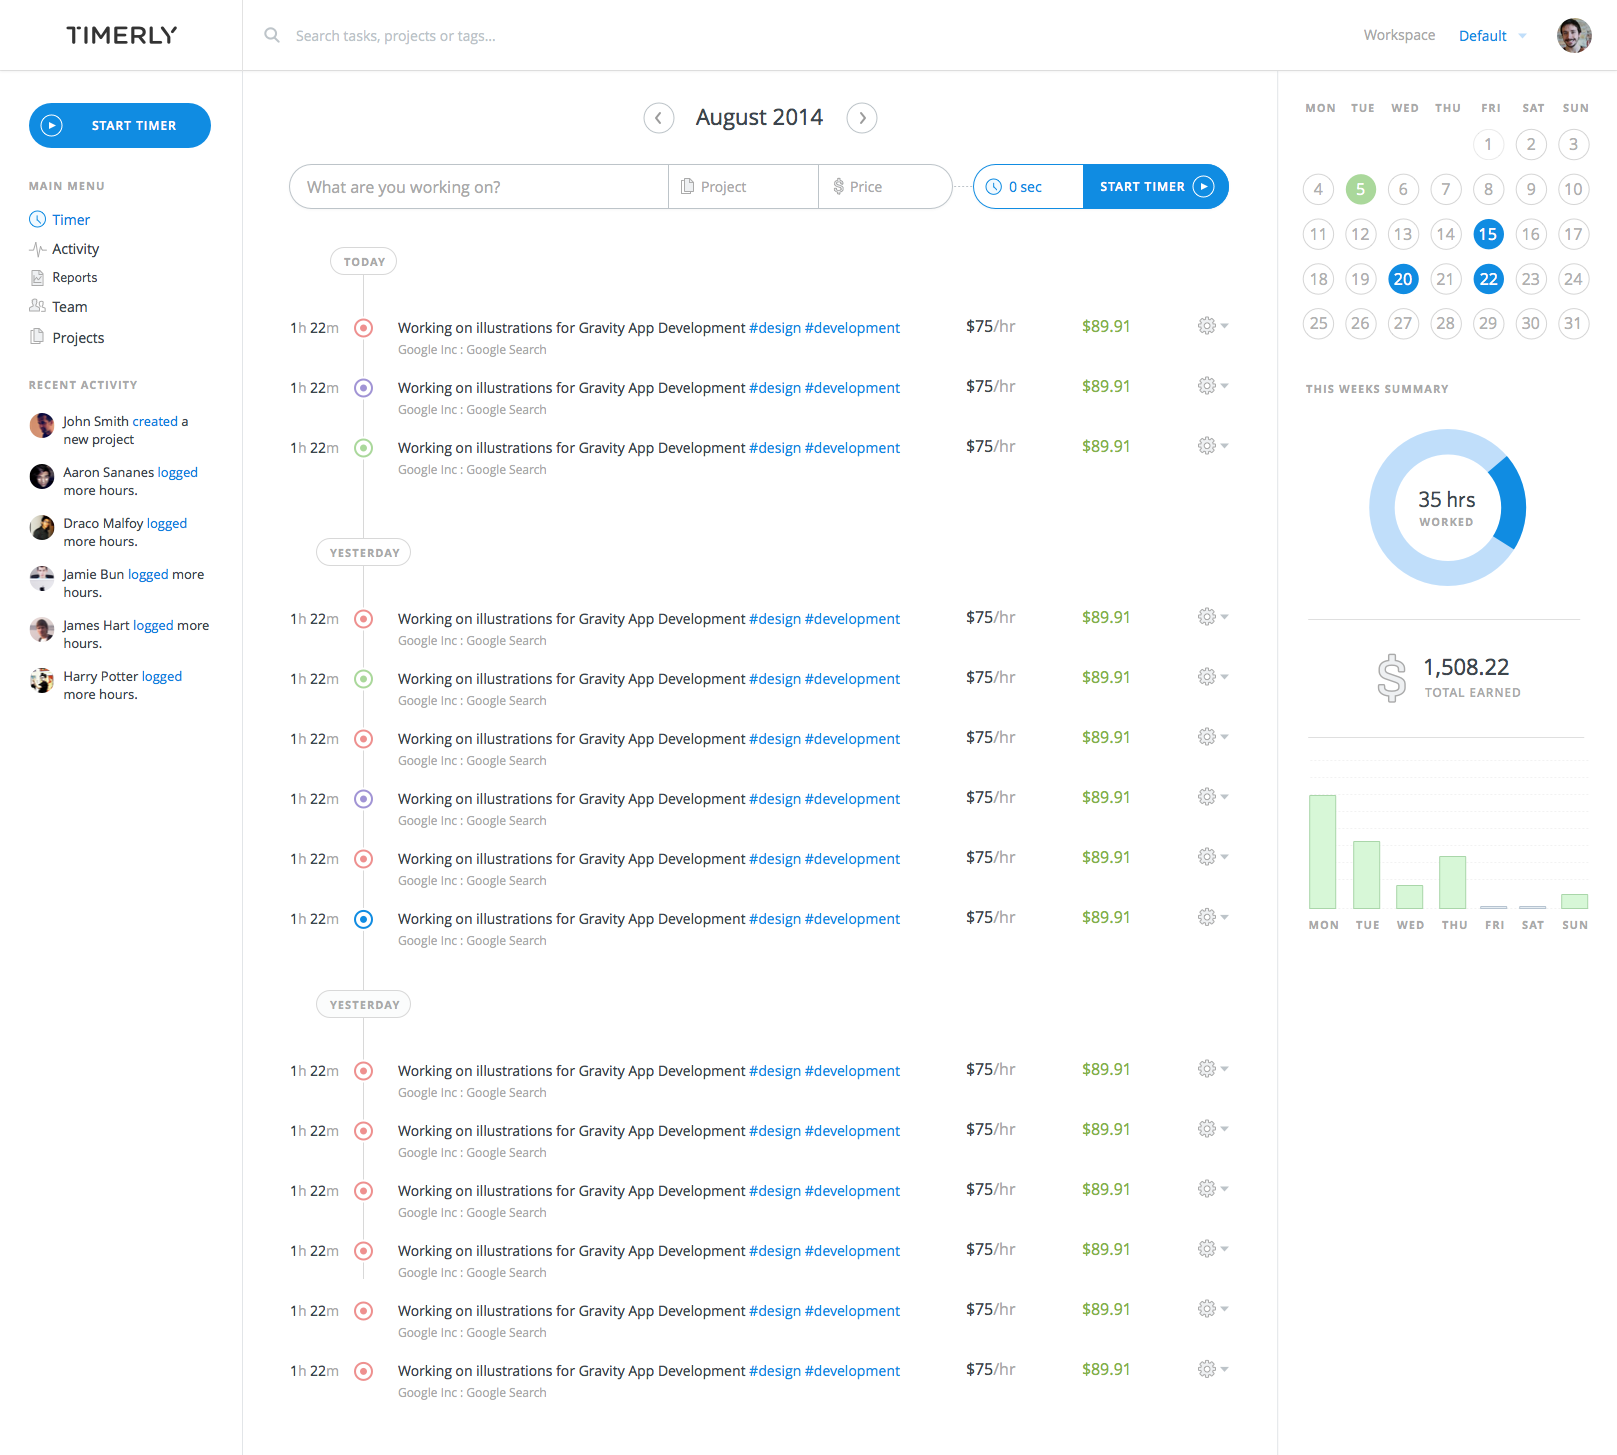 TIMERLY
Search tasks, projects or tags...
Workspace Default
START TIMER
MAIN MENU
Timer
Activity
Reports
Team
Projects
RECENT ACTIVITY
John Smith created a
new project
Aaron Sananes logged
more hours.
Draco Malfoy logged
more hours.
Jamie Bun logged more
hours.
James Hart logged more
hours.
Harry Potter logged
more hours.
August 2014
What are you working on? Project $ Price 0 sec START TIMER
TODAY
1h 22m Working on illustrations for Gravity App Development #design #development $75/hr $89.91
Google Inc : Google Search
1h 22m Working on illustrations for Gravity App Development #design #development $75/hr $89.91
Google Inc : Google Search
1h 22m Working on illustrations for Gravity App Development #design #development $75/hr $89.91
Google Inc : Google Search
YESTERDAY
1h 22m Working on illustrations for Gravity App Development #design #development $75/hr $89.91
Google Inc : Google Search
1h 22m Working on illustrations for Gravity App Development #design #development $75/hr $89.91
Google Inc : Google Search
1h 22m Working on illustrations for Gravity App Development #design #development $75/hr $89.91
Google Inc : Google Search
1h 22m Working on illustrations for Gravity App Development #design #development $75/hr $89.91
Google Inc : Google Search
1h 22m Working on illustrations for Gravity App Development #design #development $75/hr $89.91
Google Inc : Google Search
1h 22m Working on illustrations for Gravity App Development #design #development $75/hr $89.91
Google Inc : Google Search
YESTERDAY
1h 22m Working on illustrations for Gravity App Development #design #development $75/hr $89.91
Google Inc : Google Search
1h 22m Working on illustrations for Gravity App Development #design #development $75/hr $89.91
Google Inc : Google Search
1h 22m Working on illustrations for Gravity App Development #design #development $75/hr $89.91
Google Inc : Google Search
1h 22m Working on illustrations for Gravity App Development #design #development $75/hr $89.91
Google Inc : Google Search
1h 22m Working on illustrations for Gravity App Development #design #development $75/hr $89.91
Google Inc : Google Search
1h 22m Working on illustrations for Gravity App Development #design #development $75/hr $89.91
Google Inc : Google Search
MON TUE WED THU FRI SAT SUN
1 2 3
4 5 6 7 8 9 10
11 12 13 14 15 16 17
18 19 20 21 22 23 24
25 26 27 28 29 30 31
THIS WEEKS SUMMARY
35 hrs
WORKED
$ 1,508.22
TOTAL EARNED
MON TUE WED THU FRI SAT SUN